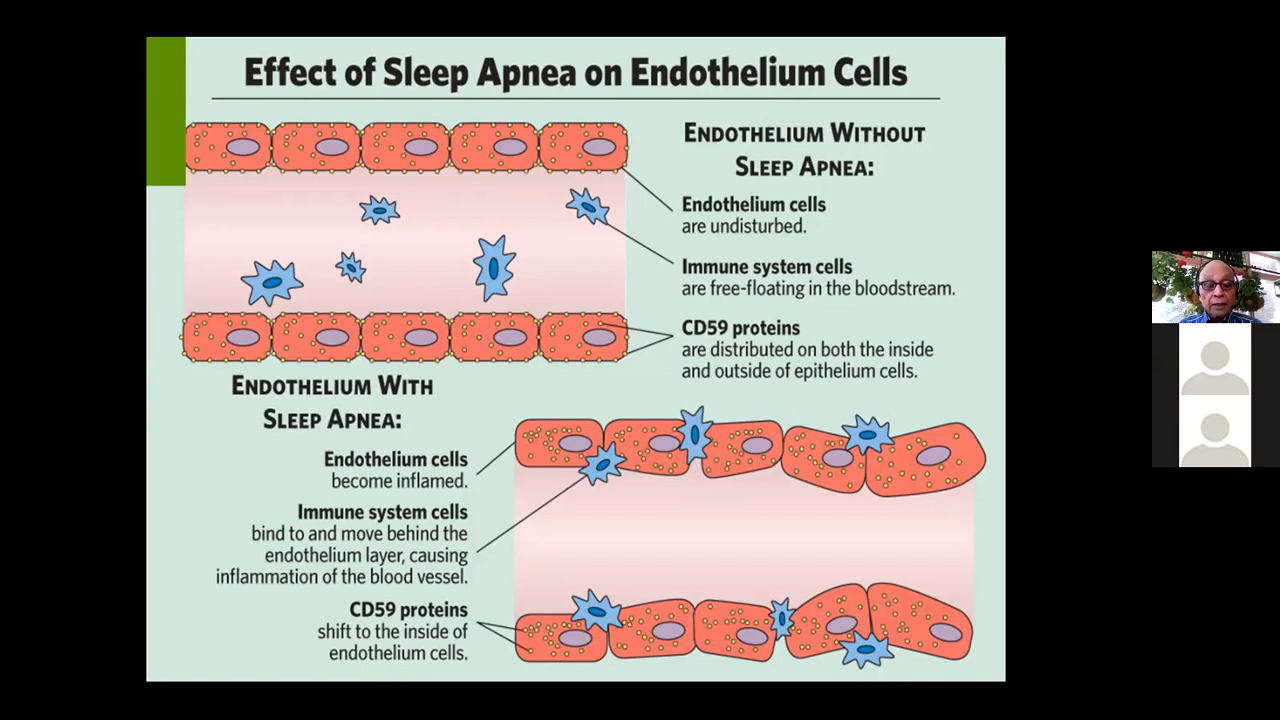 Effect of Sleep Apnea on Endothelium Cells
ENDOTHELIUM WITHOUT
SLEEP APNEA:
Endothelium cells
are undisturbed.
Immune system cells
are free-floating in the bloodstream.
CD59 proteins
are distributed on both the inside
and outside of epithelium cells.
ENDOTHELIUM WITH
SLEEP APNEA:
Endothelium cells
become inflamed.
Immune system cells
bind to and move behind the
endothelium layer, causing
inflammation of the blood vessel.
CD59 proteins
shift to the inside of
endothelium cells.